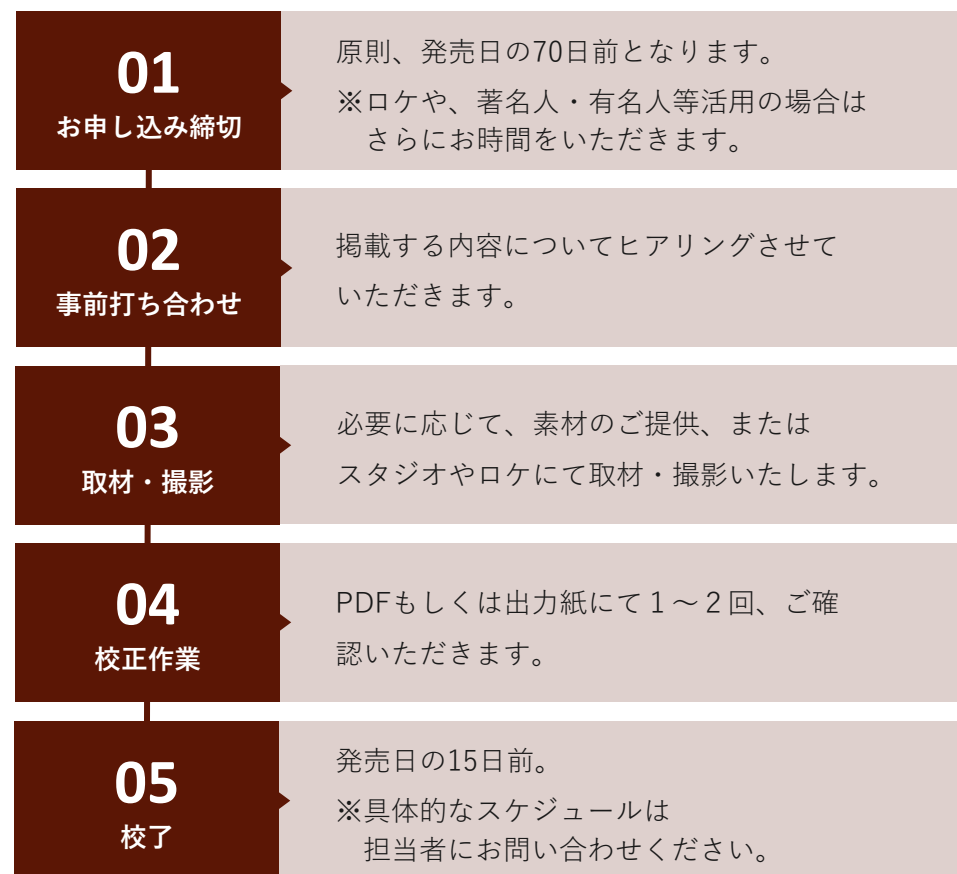 01
お申し込み締切
原則、発売日の70日前となります。
※ロケや、著名人・有名人等活用の場合は
さらにお時間をいただきます。
02
事前打ち合わせ
掲載する内容についてヒアリングさせて
いただきます。
03
取材・撮影
必要に応じて、素材のご提供、または
スタジオやロケにて取材・撮影いたします。
04
校正作業
PDFもしくは出力紙にて１～２回、ご確
認いただきます。
05
校了
発売日の15日前。
※具体的なスケジュールは
担当者にお問い合わせください。